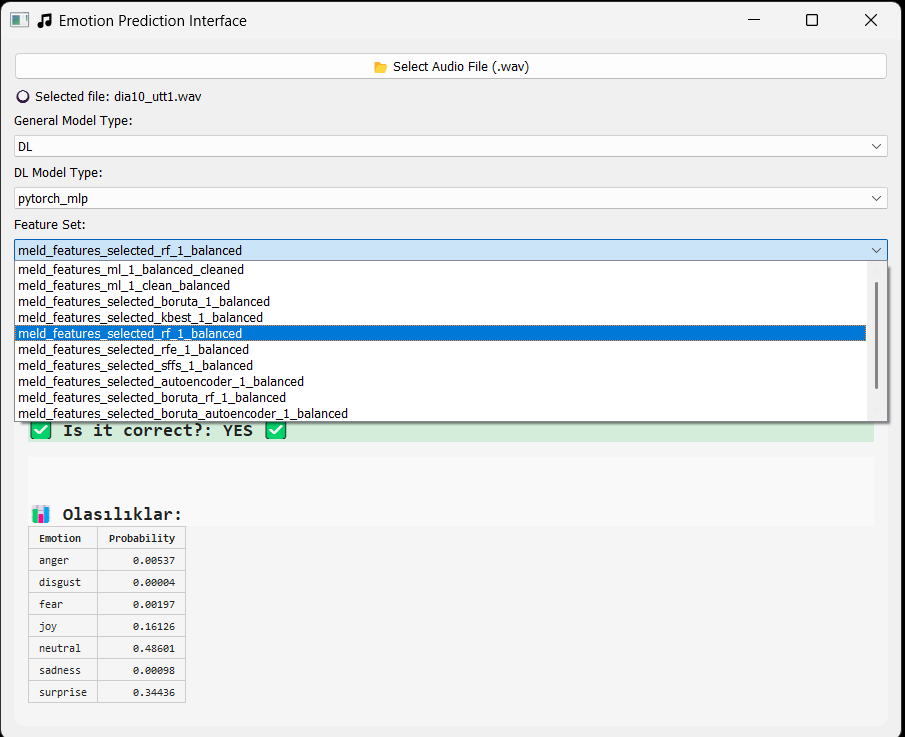 Emotion Prediction Interface
Select Audio File (.wav)
Selected file: dia10_utt1.wav
General Model Type:
DL
DL Model Type:
pytorch_mlp
Feature Set:
meld_features_selected_rf_1_balanced
meld_features_ml_1_balanced_cleaned
meld_features_ml_1_clean_balanced
meld_features_selected_boruta_1_balanced
meld_features_selected_kbest_1_balanced
meld_features_selected_rf_1_balanced
meld_features_selected_rfe_1_balanced
meld_features_selected_sffs_1_balanced
meld_features_selected_autoencoder_1_balanced
meld_features_selected_boruta_rf_1_balanced
meld_features_selected_boruta_autoencoder_1_balanced
Is it correct?: YES
Olasılıklar:
Emotion Probability
anger 0.00537
disgust 0.00004
fear 0.00197
joy 0.16126
neutral 0.48601
sadness 0.00098
surprise 0.34436